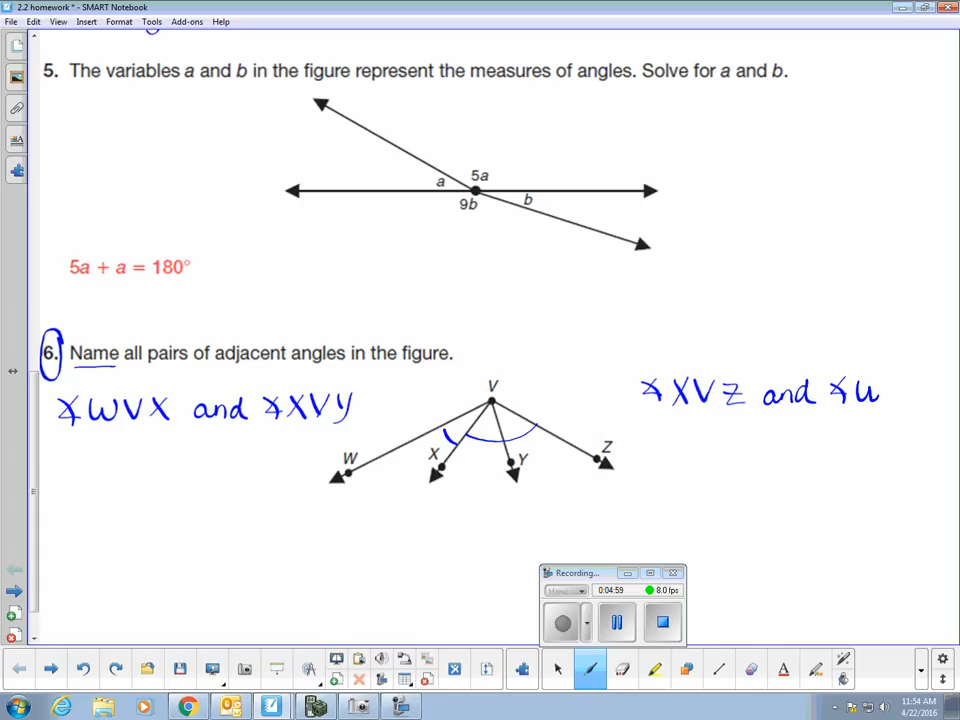 2.2 homework * - SMART Notebook
File Edit View Insert Format Tools Add-ons Help
5. The variables a and b in the figure represent the measures of angles. Solve for a and b.
a 5a
9b b
5a + a = 180°
6. Name all pairs of adjacent angles in the figure.
V
∡WVX and ∡XVY
∡XVZ and ∡W
W X Y Z
Recording...
Menu 0:04:59 8.0 fps
A
11:54 AM
4/22/2016